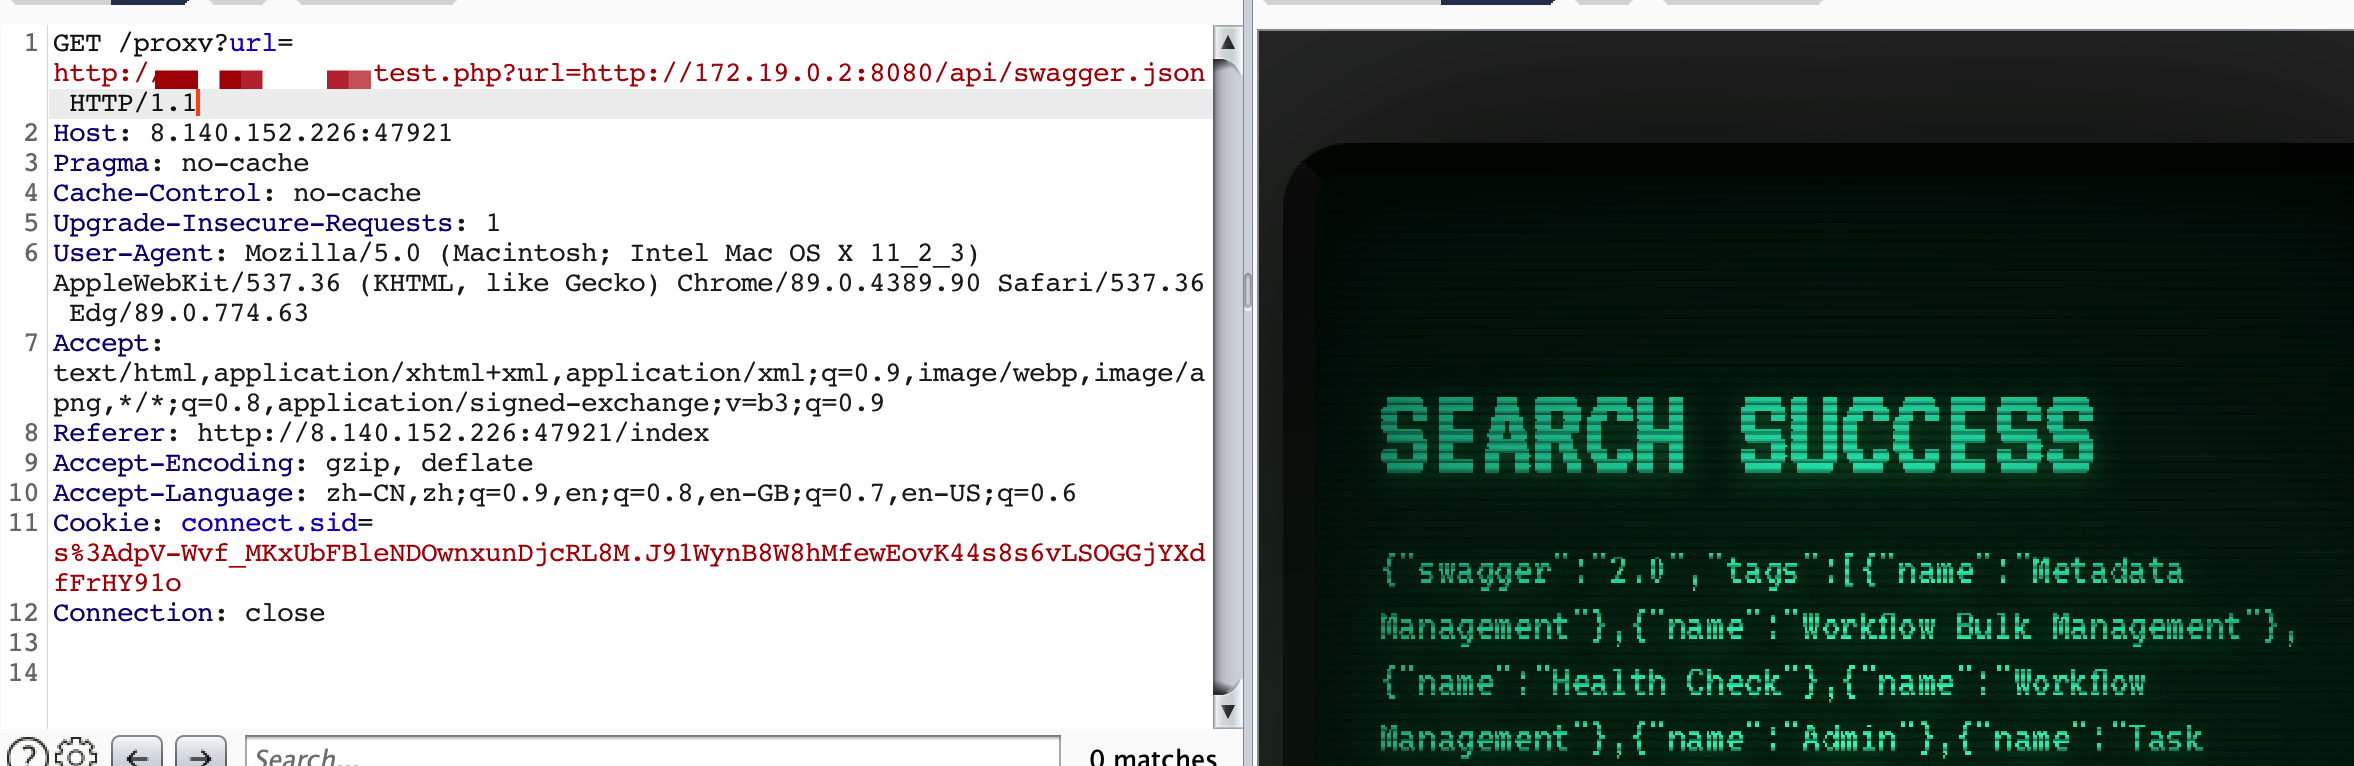 1 GET /proxy?url=
http:/ test.php?url=http://172.19.0.2:8080/api/swagger.json
HTTP/1.1
2 Host: 8.140.152.226:47921
3 Pragma: no-cache
4 Cache-Control: no-cache
5 Upgrade-Insecure-Requests: 1
6 User-Agent: Mozilla/5.0 (Macintosh; Intel Mac OS X 11_2_3)
AppleWebKit/537.36 (KHTML, like Gecko) Chrome/89.0.4389.90 Safari/537.36
Edg/89.0.774.63
7 Accept:
text/html,application/xhtml+xml,application/xml;q=0.9,image/webp,image/a
png,*/*;q=0.8,application/signed-exchange;v=b3;q=0.9
8 Referer: http://8.140.152.226:47921/index
9 Accept-Encoding: gzip, deflate
10 Accept-Language: zh-CN,zh;q=0.9,en;q=0.8,en-GB;q=0.7,en-US;q=0.6
11 Cookie: connect.sid=
s%3AdpV-Wvf_MKxUbFBleNDOwnxunDjcRL8M.J91WynB8W8hMfewEovK44s8s6vLSOGGjYXd
fFrHY91o
12 Connection: close
13
14
Search...
0 matches
SEARCH SUCCESS
{"swagger":"2.0","tags":[{"name":"Metadata
Management"},{"name":"Workflow Bulk Management"},
{"name":"Health Check"},{"name":"Workflow
Management"},{"name":"Admin"},{"name":"Task